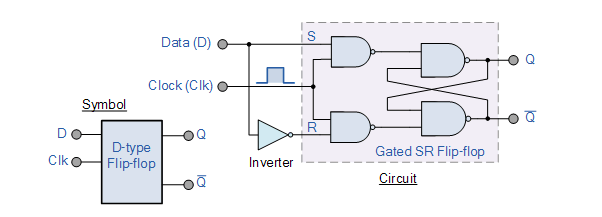 Data (D)
S
Q
Clock (Clk)
Symbol
D
Q
D-type
Flip-flop
Clk
Q̅
R
Inverter
Q̅
Gated SR Flip-flop
Circuit